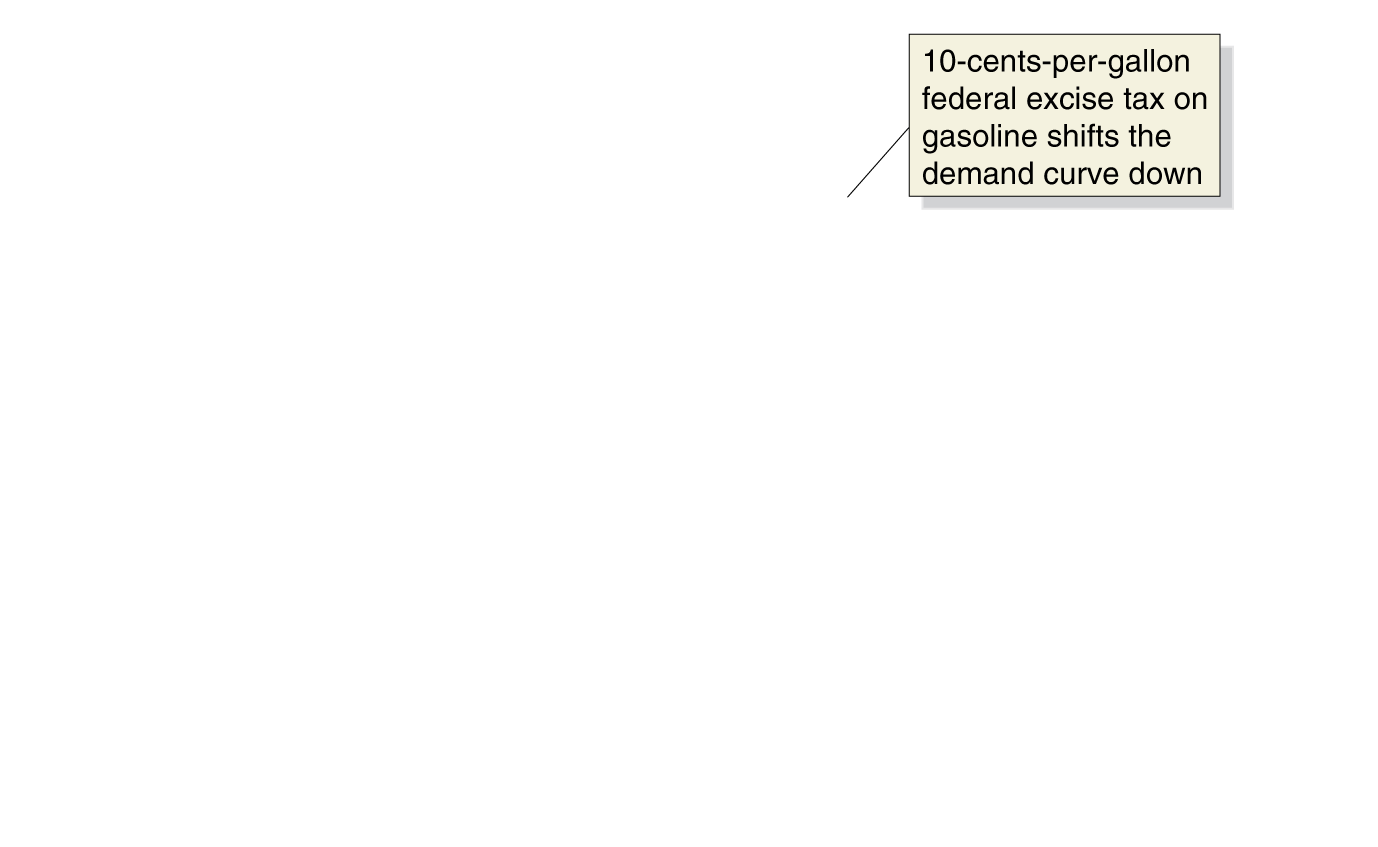 10-cents-per-gallon
federal excise tax on
gasoline shifts the
demand curve down